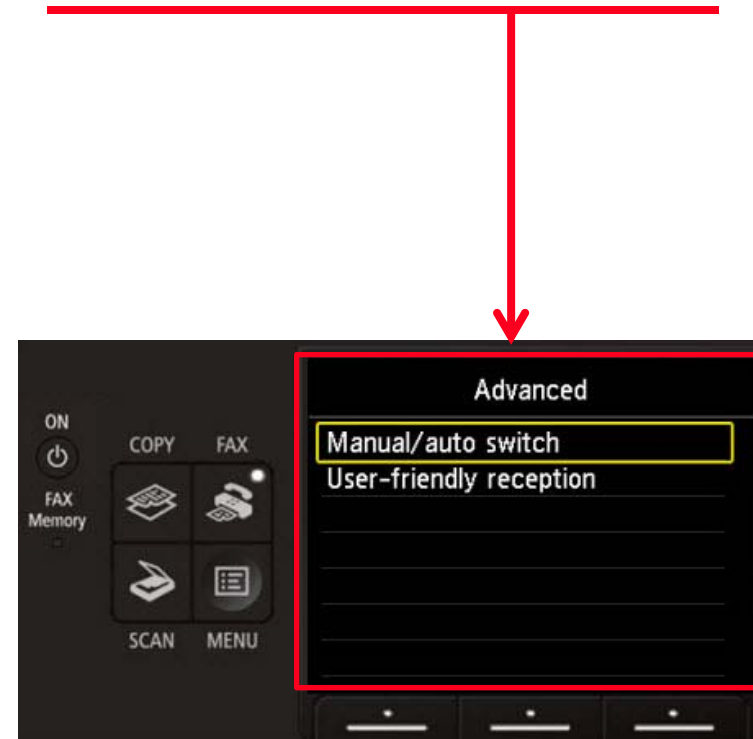 Advanced
Manual/auto switch
User-friendly reception
ON
COPY FAX
FAX
Memory
SCAN MENU